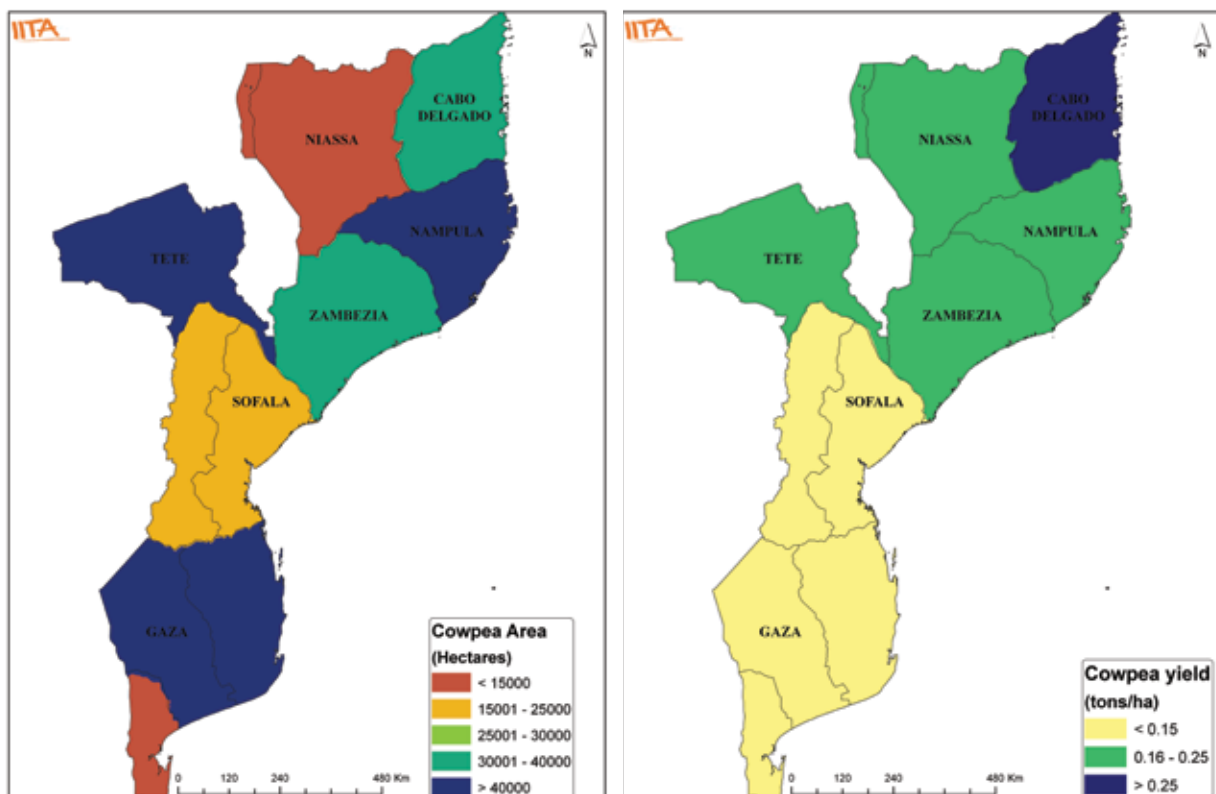 IITA
N
CABO
DELGADO
NIASSA
NAMPULA
TETE
ZAMBEZIA
SOFALA
GAZA
Cowpea Area
(Hectares)
< 15000
15001 - 25000
25001 - 30000
30001 - 40000
> 40000
0 120 240 480 Km
IITA
N
CABO
DELGADO
NIASSA
NAMPULA
TETE
ZAMBEZIA
SOFALA
GAZA
Cowpea yield
(tons/ha)
< 0.15
0.16 - 0.25
> 0.25
0 120 240 480 Km